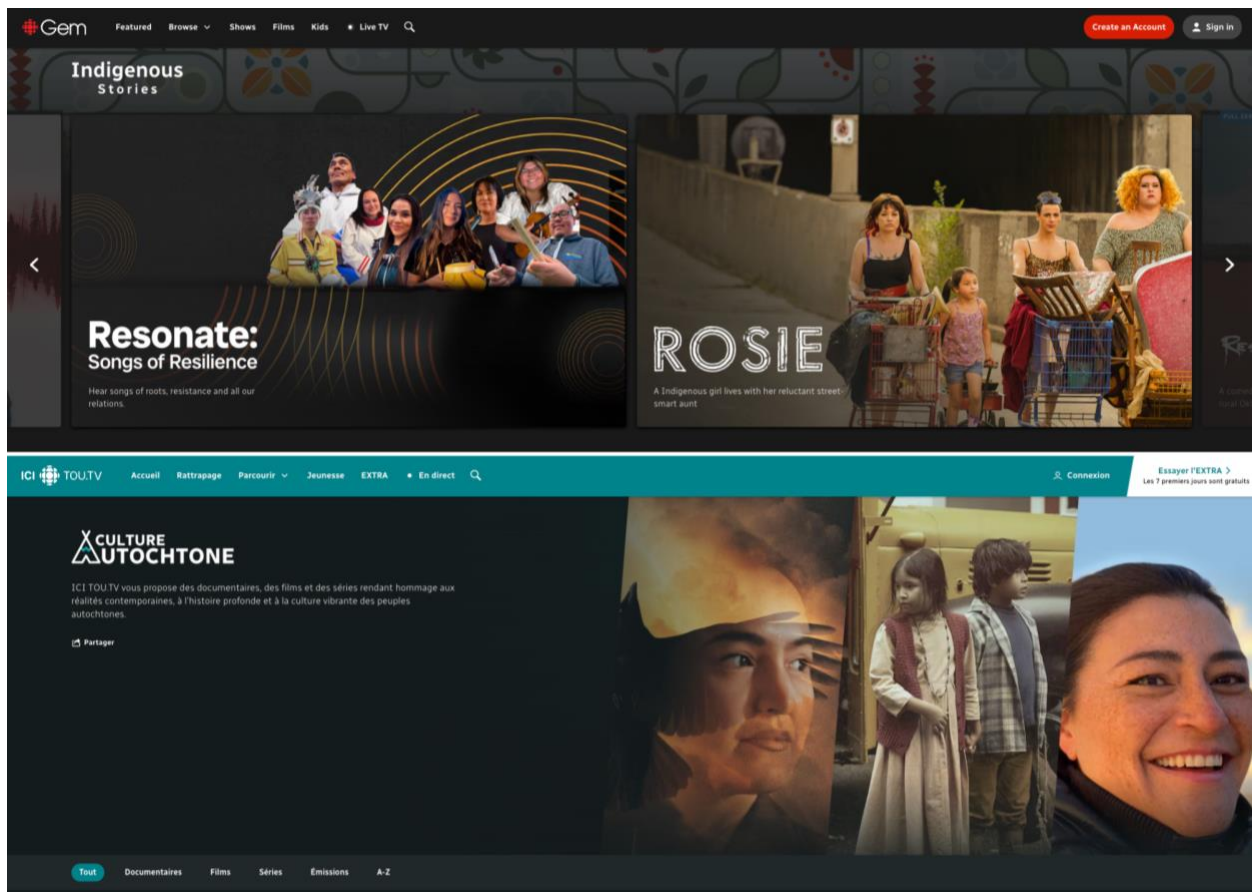 Gem Featured Browse Shows Films Kids Live TV Create an Account Sign in
Indigenous
Stories
Resonate:
Songs of Resilience
Hear songs of roots, resistance and all our
relations.
ROSIE
A Indigenous girl lives with her reluctant street-
smart aunt
ICI TOU.TV Accueil Rattrapage Parcourir Jeunesse EXTRA • En direct Connexion Essayer l'EXTRA >
Les 7 premiers jours sont gratuits
CULTURE
AUTOCHTONE
ICI TOU.TV vous propose des documentaires, des films et des séries rendant hommage aux
réalités contemporaines, à l'histoire profonde et à la culture vibrante des peuples
autochtones.
Partager
Tout Documentaires Films Séries Émissions A-Z